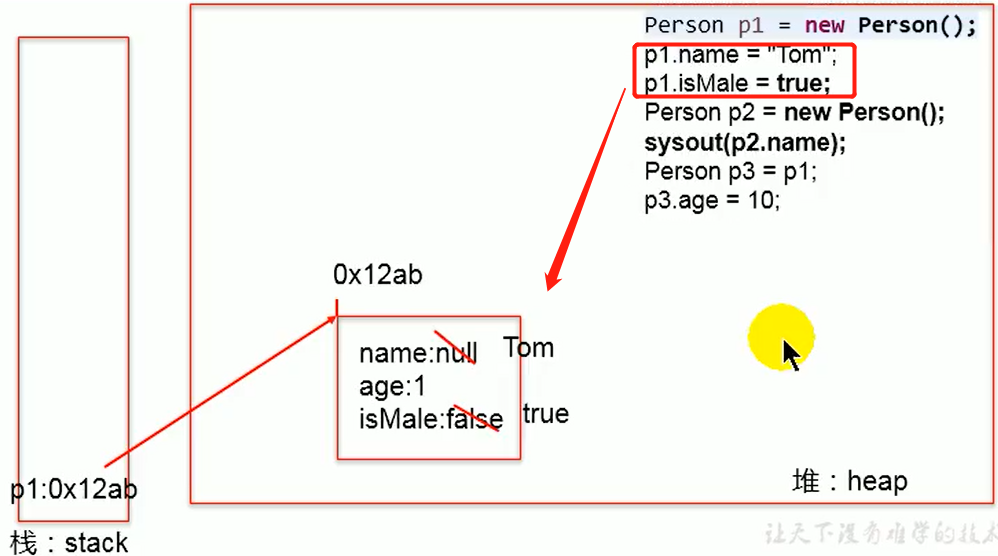 Person p1 = new Person();
p1.name = "Tom";
p1.isMale = true;
Person p2 = new Person();
sysout(p2.name);
Person p3 = p1;
p3.age = 10;
0x12ab
name:null Tom
age:1
isMale:false true
p1:0x12ab
堆：heap
栈：stack
让天下没有难学的技术